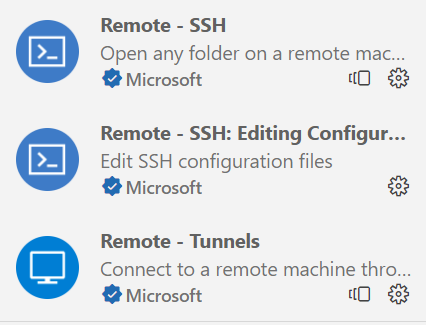 Remote - SSH
Open any folder on a remote mac...
Microsoft
Remote - SSH: Editing Configur...
Edit SSH configuration files
Microsoft
Remote - Tunnels
Connect to a remote machine thro...
Microsoft